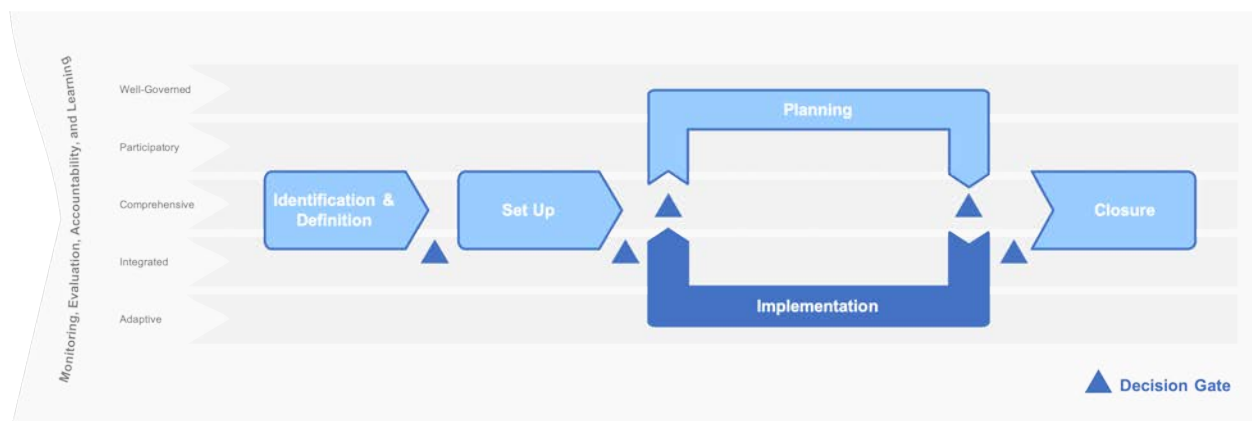 Monitoring, Evaluation, Accountability, and Learning
Well-Governed
Participatory
Comprehensive
Integrated
Adaptive
Identification &
Definition
Set Up
Planning
Implementation
Closure
Decision Gate